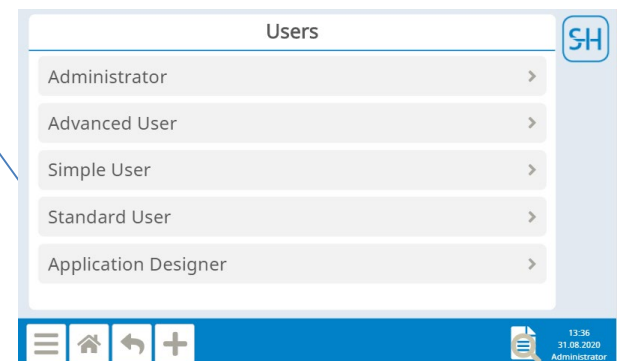 Users
SH
Administrator
Advanced User
Simple User
Standard User
Application Designer
13:36
31.08.2020
Administrator